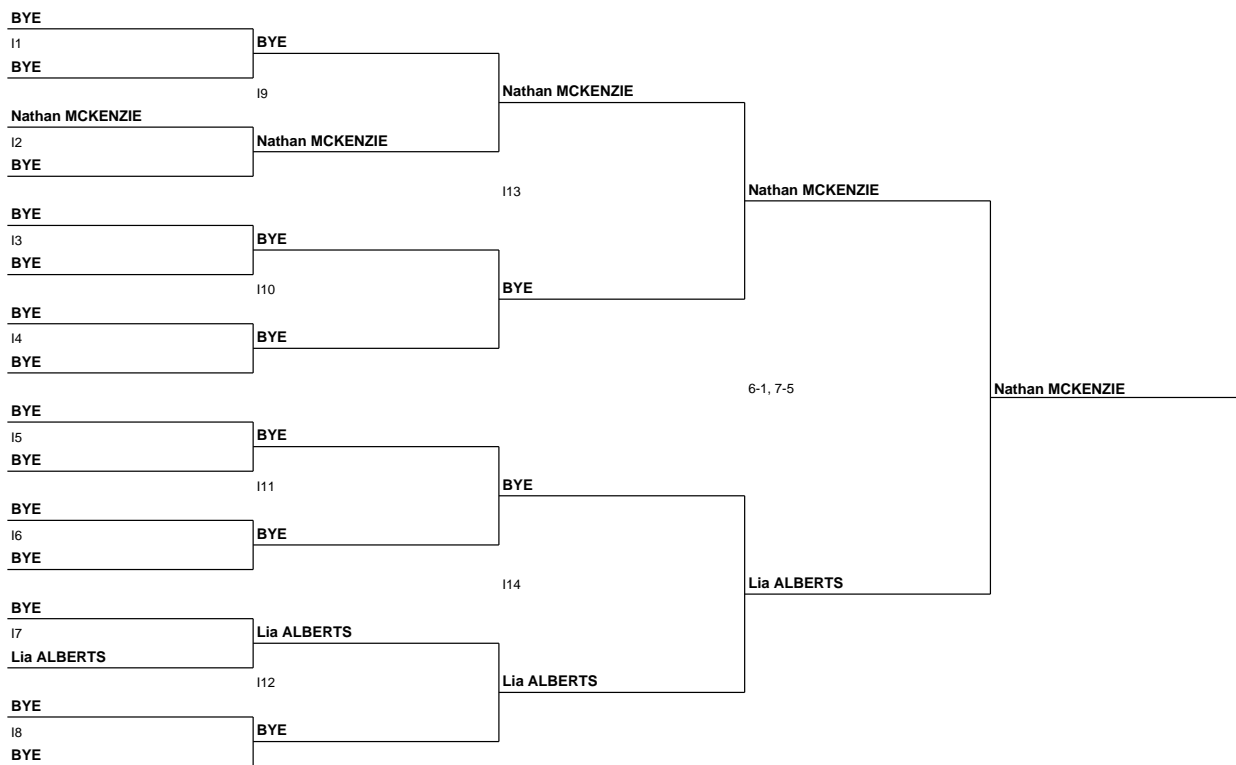 BYE
I1
BYE
BYE
I9
Nathan MCKENZIE
Nathan MCKENZIE
I2
Nathan MCKENZIE
BYE
I13
Nathan MCKENZIE
BYE
I3
BYE
BYE
I10
BYE
BYE
I4
BYE
BYE
6-1, 7-5
Nathan MCKENZIE
BYE
I5
BYE
BYE
I11
BYE
BYE
I6
BYE
BYE
I14
Lia ALBERTS
BYE
I7
Lia ALBERTS
Lia ALBERTS
I12
Lia ALBERTS
BYE
I8
BYE
BYE